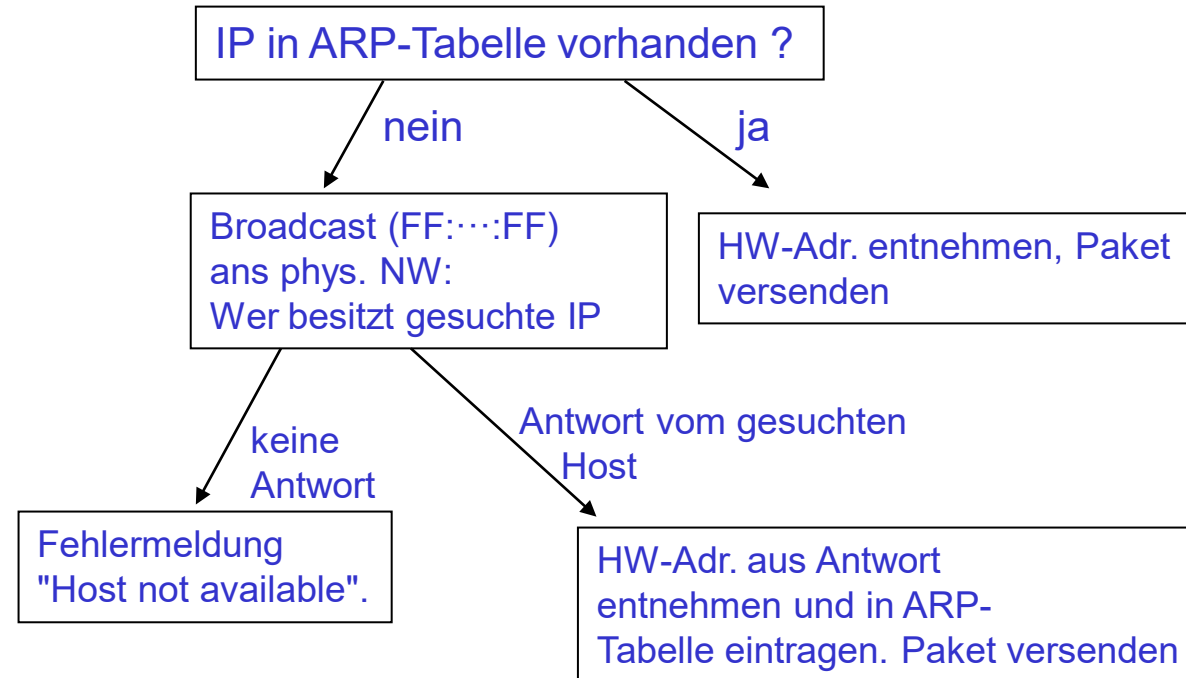 IP in ARP-Tabelle vorhanden ?
nein
ja
Broadcast (FF:⋯:FF)
ans phys. NW:
Wer besitzt gesuchte IP
HW-Adr. entnehmen, Paket
versenden
keine
Antwort
Antwort vom gesuchten
Host
Fehlermeldung
"Host not available".
HW-Adr. aus Antwort
entnehmen und in ARP-
Tabelle eintragen. Paket versenden